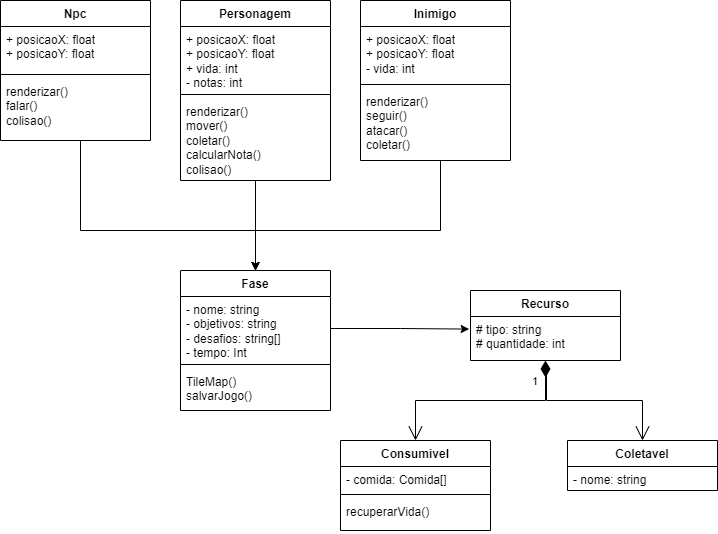 Npc
+ posicaoX: float
+ posicaoY: float
renderizar()
falar()
colisao()
Personagem
+ posicaoX: float
+ posicaoY: float
+ vida: int
- notas: int
renderizar()
mover()
coletar()
calcularNota()
colisao()
Inimigo
+ posicaoX: float
+ posicaoY: float
- vida: int
renderizar()
seguir()
atacar()
coletar()
Fase
- nome: string
- objetivos: string
- desafios: string[]
- tempo: Int
TileMap()
salvarJogo()
Recurso
# tipo: string
# quantidade: int
1
Consumivel
- comida: Comida[]
recuperarVida()
Coletavel
- nome: string